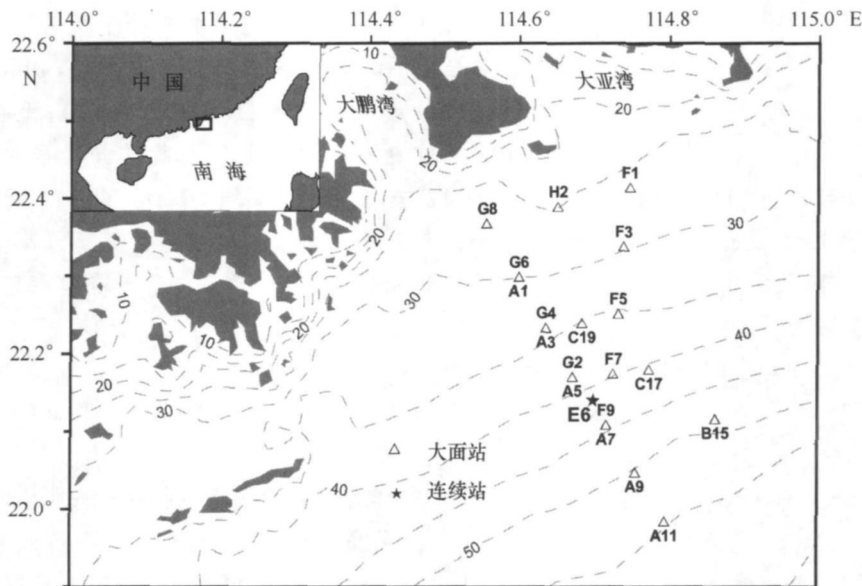 114.0° 114.2° 114.4° 114.6° 114.8° 115.0° E
22.6°
N
中 国
南 海
大鹏湾
大亚湾
10
20
20
22.4°
G8
H2
F1
30
F3
20
G6
A1
30
10
F5
G4
A3
C19
20
10
40
22.2°
20
F7
G2
A5
C17
30
E6
F9
A7
B15
大面站
连续站
40
A9
22.0°
A11
50